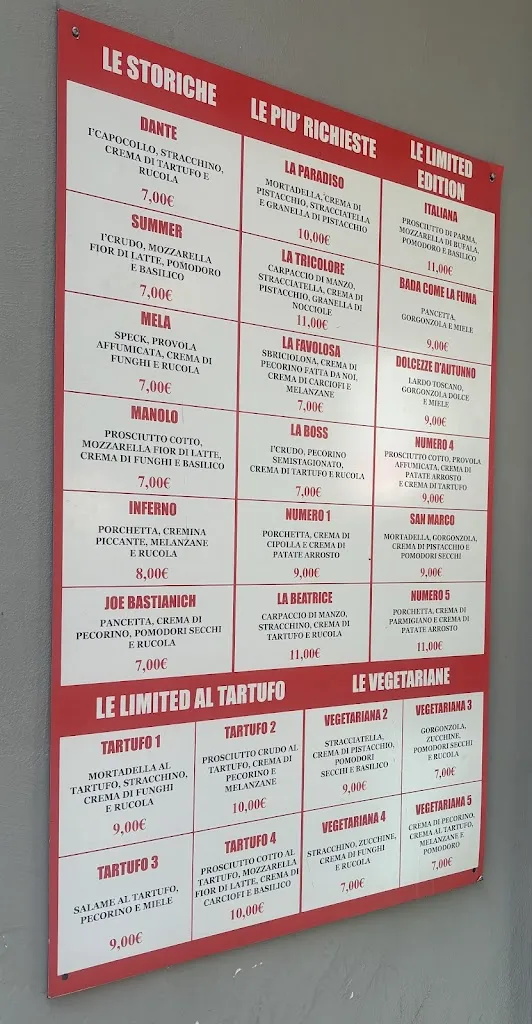 LE STORICHE
DANTE
I'CAPOCOLLO, STRACCHINO,
CREMA DI TARTUFO E
RUCOLA
7,00€
SUMMER
I'CRUDO, MOZZARELLA
FIOR DI LATTE, POMODORO
E BASILICO
7,00€
MELA
SPECK, PROVOLA
AFFUMICATA, CREMA DI
FUNGHI E RUCOLA
7,00€
MANOLO
PROSCIUTTO COTTO,
MOZZARELLA FIOR DI LATTE,
CREMA DI FUNGHI E BASILICO
7,00€
INFERNO
PORCHETTA, CREMINA
PICCANTE, MELANZANE
E RUCOLA
8,00€
JOE BASTIANICH
PANCETTA, CREMA DI
PECORINO, POMODORI SECCHI
E RUCOLA
7,00€
LE PIU' RICHIESTE
LA PARADISO
MORTADELLA, CREMA DI
PISTACCHIO, STRACCIATELLA
E GRANELLA DI PISTACCHIO
10,00€
LA TRICOLORE
CARPACCIO DI MANZO,
STRACCIATELLA, CREMA DI
PISTACCHIO, GRANELLA DI
NOCCIOLE
11,00€
LA FAVOLOSA
SBRICIOLONA, CREMA DI
PECORINO FATTA DA NOI,
CREMA DI CARCIOFI E
MELANZANE
7,00€
LA BOSS
I'CRUDO, PECORINO
SEMISTAGIONATO,
CREMA DI TARTUFO E RUCOLA
7,00€
NUMERO 1
PORCHETTA, CREMA DI
CIPOLLA E CREMA DI
PATATE ARROSTO
9,00€
LA BEATRICE
CARPACCIO DI MANZO,
STRACCHINO, CREMA DI
TARTUFO E RUCOLA
11,00€
LE LIMITED
EDITION
ITALIANA
PROSCIUTTO DI PARMA,
MOZZARELLA DI BUFALA,
POMODORO E BASILICO
11,00€
BADA COME LA FUMA
PANCETTA,
GORGONZOLA E MIELE
9,00€
DOLCEZZE D'AUTUNNO
LARDO TOSCANO,
GORGONZOLA DOLCE
E MIELE
9,00€
NUMERO 4
PROSCIUTTO COTTO, PROVOLA
AFFUMICATA, CREMA DI
PATATE ARROSTO
E CREMA DI TARTUFO
9,00€
SAN MARCO
MORTADELLA, GORGONZOLA,
CREMA DI PISTACCHIO E
POMODORI SECCHI
9,00€
NUMERO 5
PORCHETTA, CREMA DI
PARMIGIANO E CREMA DI
PATATE ARROSTO
11,00€
LE LIMITED AL TARTUFO
TARTUFO 1
MORTADELLA AL
TARTUFO, STRACCHINO,
CREMA DI FUNGHI
E RUCOLA
9,00€
TARTUFO 2
PROSCIUTTO CRUDO AL
TARTUFO, CREMA DI
PECORINO E
MELANZANE
10,00€
TARTUFO 3
SALAME AL TARTUFO,
PECORINO E MIELE
9,00€
TARTUFO 4
PROSCIUTTO COTTO AL
TARTUFO, MOZZARELLA
FIOR DI LATTE, CREMA DI
CARCIOFI E BASILICO
10,00€
LE VEGETARIANE
VEGETARIANA 2
STRACCIATELLA,
CREMA DI PISTACCHIO,
POMODORI
SECCHI E BASILICO
9,00€
VEGETARIANA 3
GORGONZOLA,
ZUCCHINE,
POMODORI SECCHI
E RUCOLA
7,00€
VEGETARIANA 4
STRACCHINO, ZUCCHINE,
CREMA DI FUNGHI
E RUCOLA
7,00€
VEGETARIANA 5
CREMA DI PECORINO,
CREMA AL TARTUFO,
MELANZANE E
POMODORO
7,00€